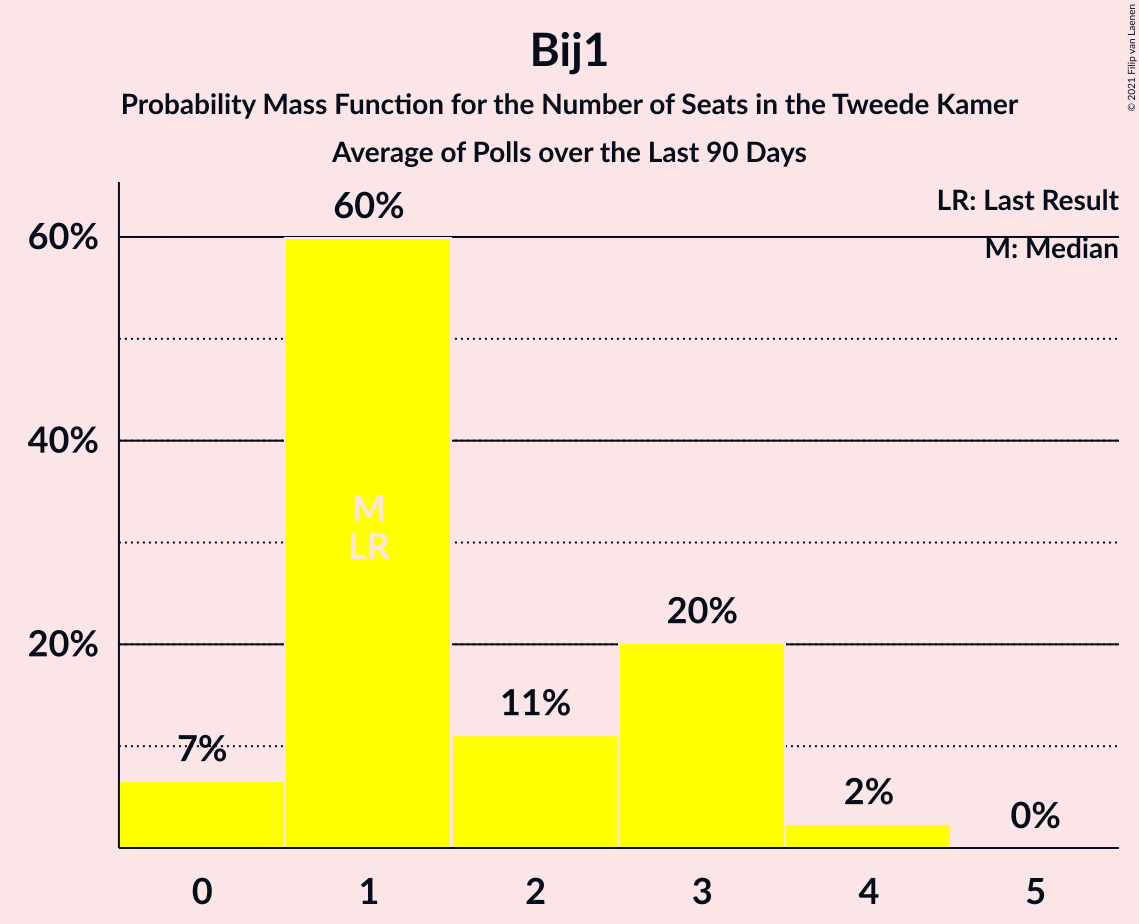 Bij1
Probability Mass Function for the Number of Seats in the Tweede Kamer
Average of Polls over the Last 90 Days
© 2021 Filip van Laenen
LR: Last Result
M: Median
60%
40%
20%
7%
60%
M
LR
11%
20%
2%
0%
0 1 2 3 4 5